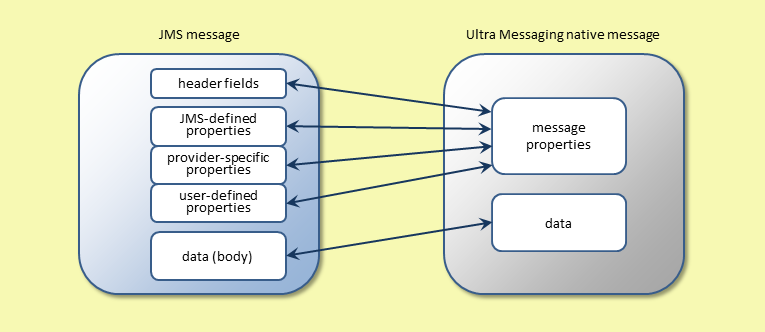 JMS message
header fields
JMS-defined
properties
provider-specific
properties
user-defined
properties
data (body)
Ultra Messaging native message
message
properties
data